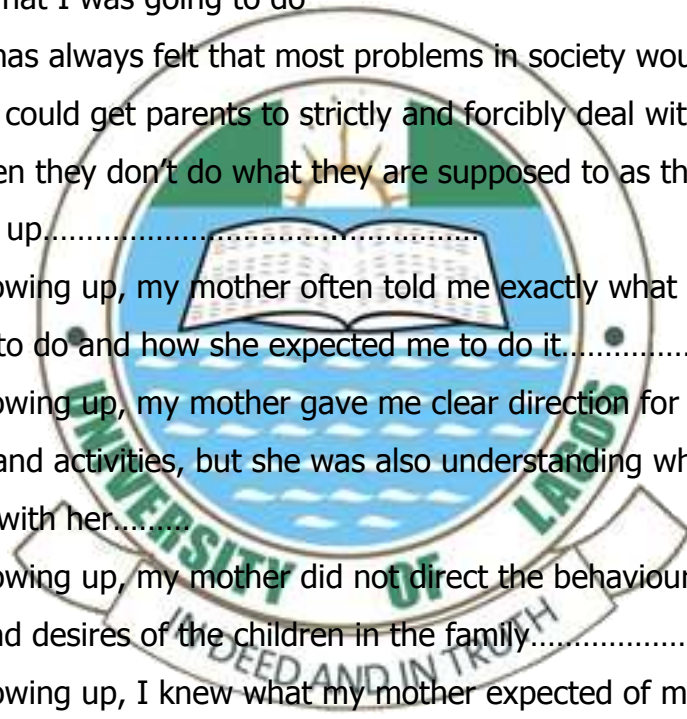 hat I was going to do
has always felt that most problems in society wou
could get parents to strictly and forcibly deal wit
en they don't do what they are supposed to as th
up……………………………………………
owing up, my mother often told me exactly what
to do and how she expected me to do it……………
owing up, my mother gave me clear direction for
and activities, but she was also understanding wh
with her………
owing up, my mother did not direct the behaviour
nd desires of the children in the family………………
owing up, I knew what my mother expected of m
UNIVERSITY OF LAGOS
IN DEED AND IN TRUTH